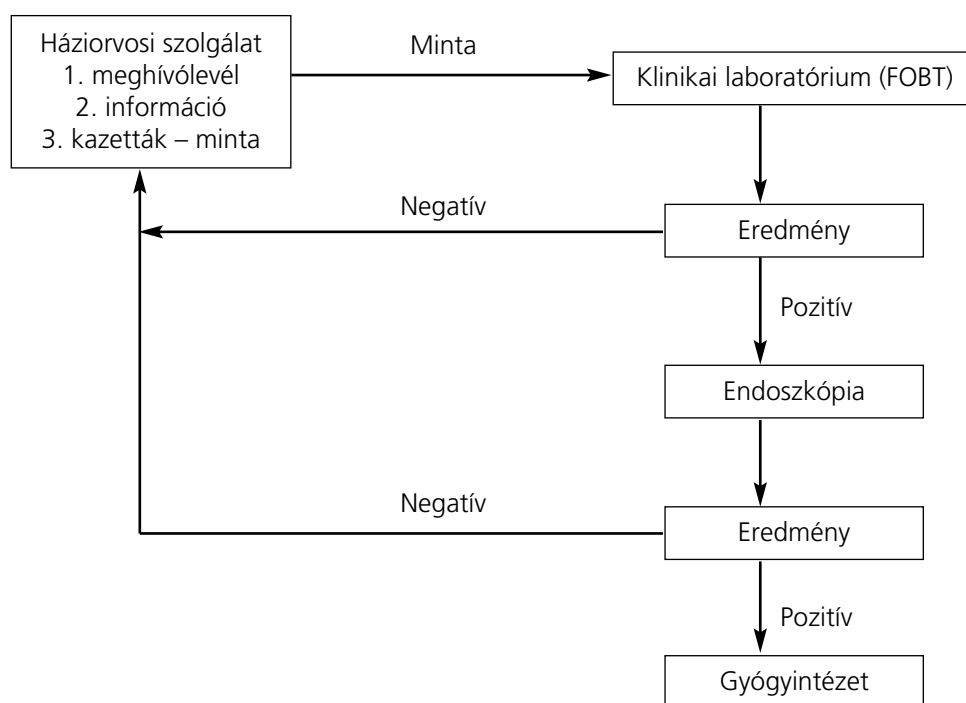 Háziorvosi szolgálat
1. meghívólevél
2. információ
3. kazetták – minta
Minta
Klinikai laboratórium (FOBT)
Negatív
Eredmény
Pozitív
Endoszkópia
Negatív
Eredmény
Pozitív
Gyógyintézet